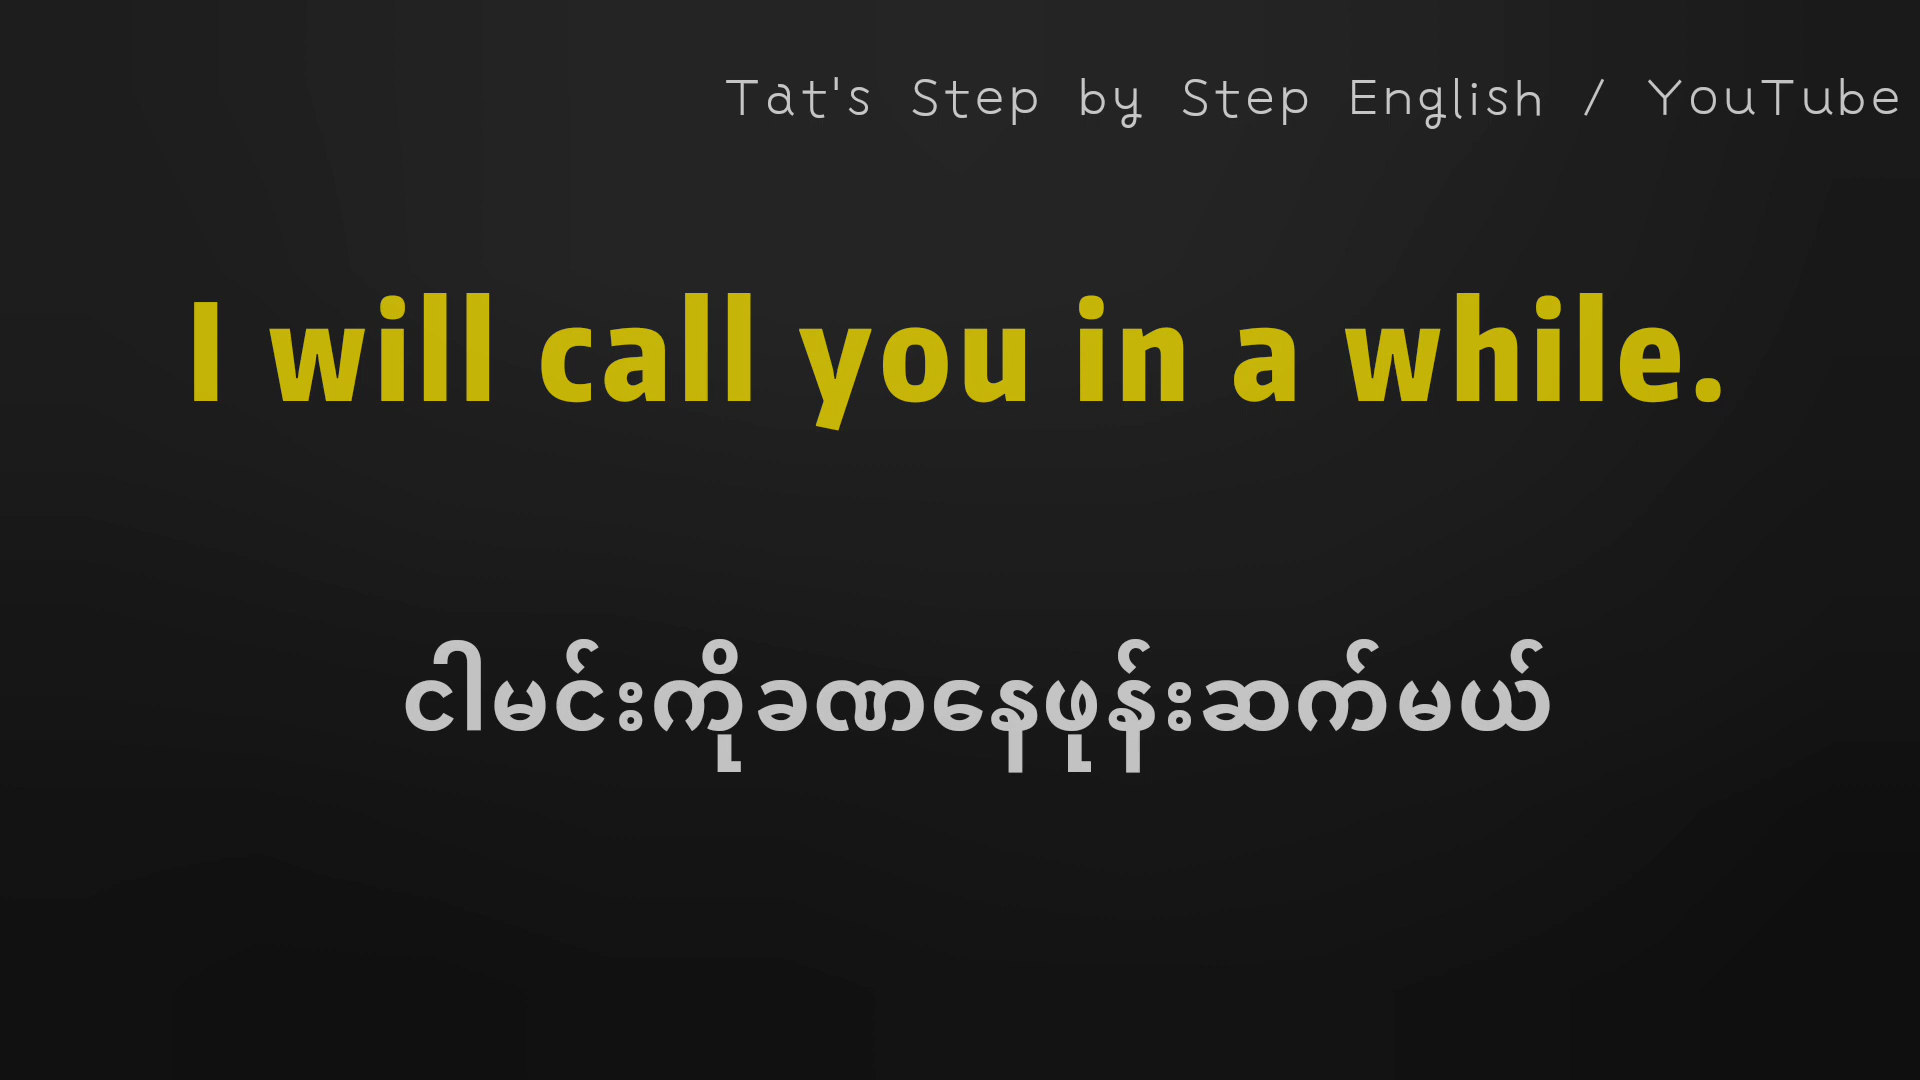 Tat's Step by Step English / YouTube
I will call you in a while.
ငါမင်းကိုခဏနေဖုန်းဆက်မယ်